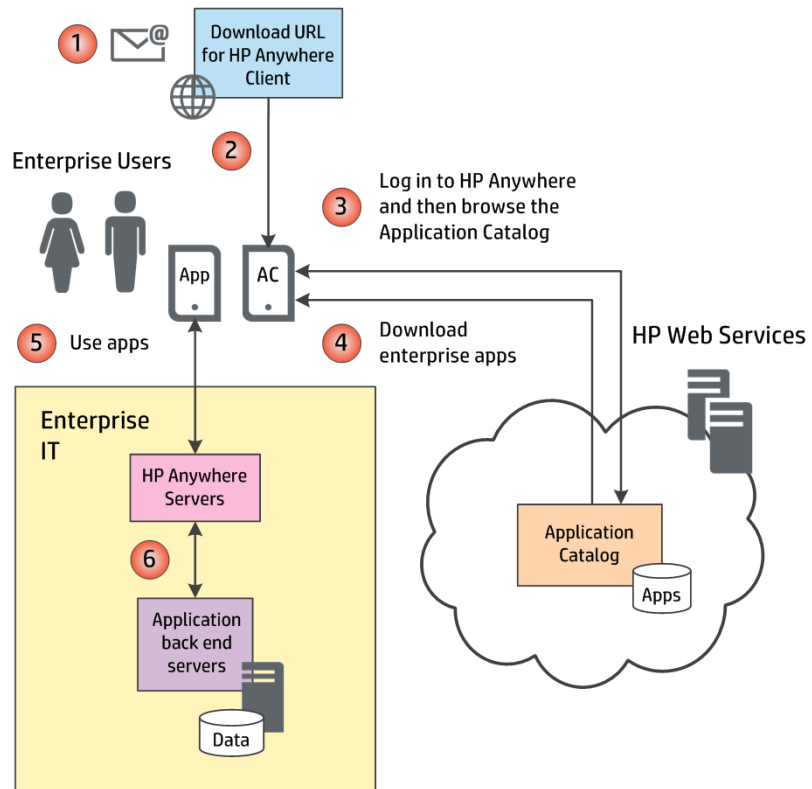 1
@
Download URL
for HP Anywhere
Client
2
Enterprise Users
3
Log in to HP Anywhere
and then browse the
Application Catalog
App
AC
5
Use apps
4
Download
enterprise apps
HP Web Services
Enterprise
IT
HP Anywhere
Servers
6
Application
back end
servers
Data
Application
Catalog
Apps